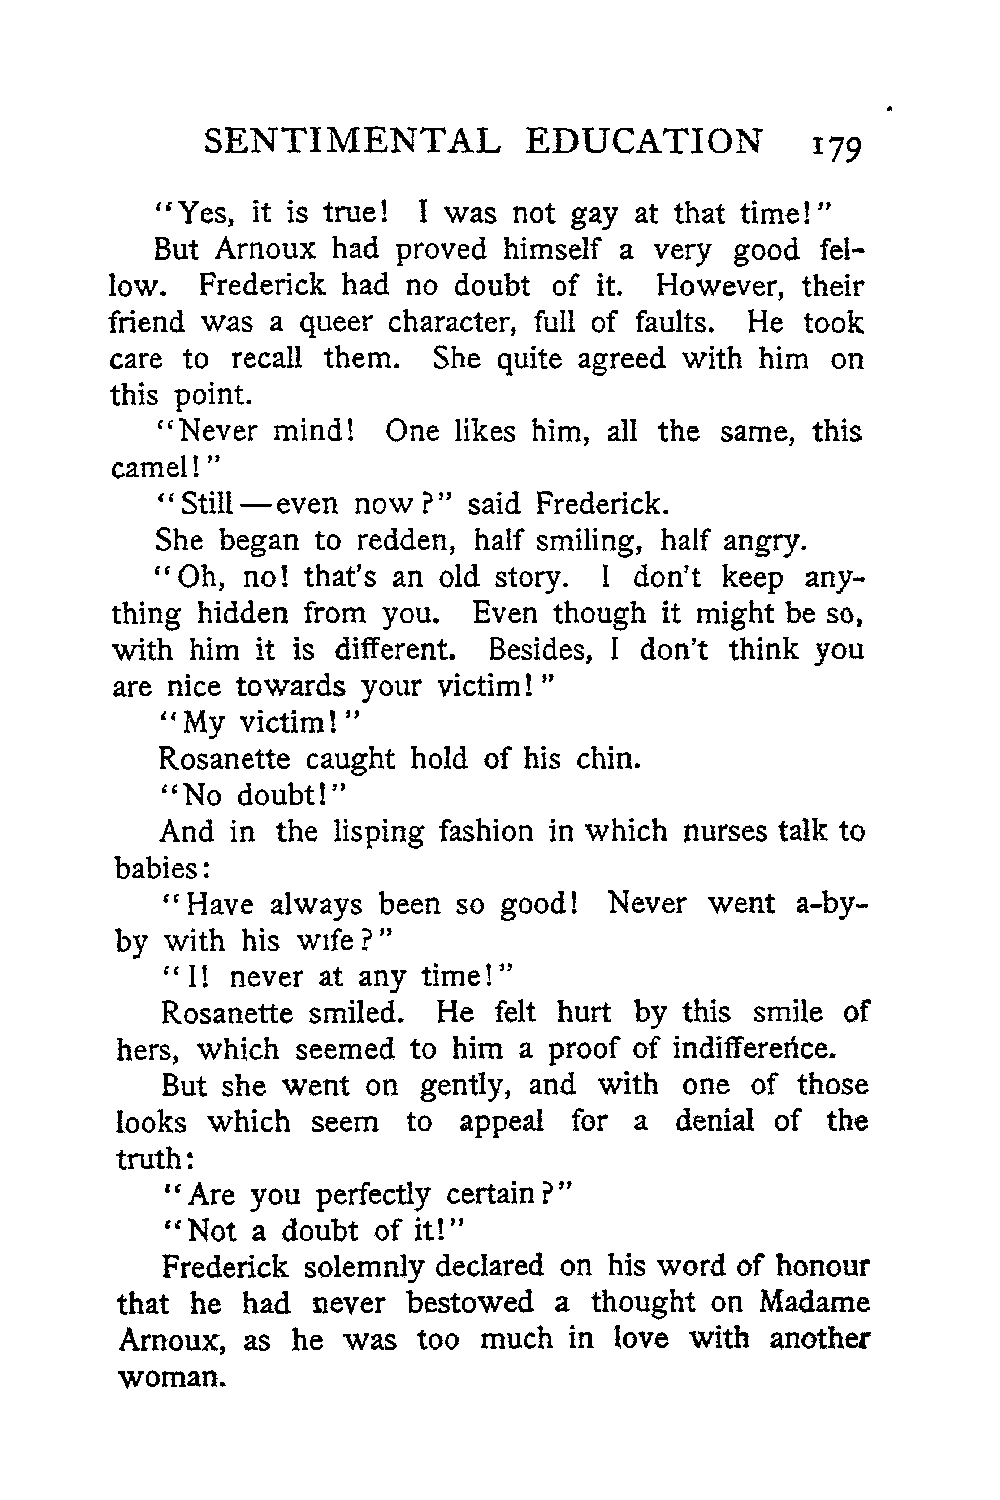 SENTIMENTAL EDUCATION 179
"Yes, it is true! I was not gay at that time!"
But Arnoux had proved himself a very good fel-
low. Frederick had no doubt of it. However, their
friend was a queer character, full of faults. He took
care to recall them. She quite agreed with him on
this point.
"Never mind! One likes him, all the same, this
camel!"
"Still—even now?" said Frederick.
She began to redden, half smiling, half angry.
"Oh, no! that's an old story. I don't keep any-
thing hidden from you. Even though it might be so,
with him it is different. Besides, I don't think you
are nice towards your victim!"
"My victim!"
Rosanette caught hold of his chin.
"No doubt!"
And in the lisping fashion in which nurses talk to
babies:
"Have always been so good! Never went a-by-
by with his wife?"
"I! never at any time!"
Rosanette smiled. He felt hurt by this smile of
hers, which seemed to him a proof of indifference.
But she went on gently, and with one of those
looks which seem to appeal for a denial of the
truth:
"Are you perfectly certain?"
"Not a doubt of it!"
Frederick solemnly declared on his word of honour
that he had never bestowed a thought on Madame
Arnoux, as he was too much in love with another
woman.